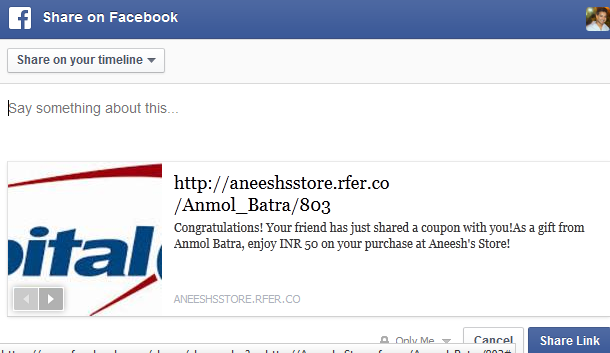 f Share on Facebook
Share on your timeline
Say something about this...
http://aneeshsstore.rfer.co
/Anmol_Batra/803
Congratulations! Your friend has just shared a coupon with you!As a gift from
Anmol Batra, enjoy INR 50 on your purchase at Aneesh's Store!
pital
ANEESHSSTORE.RFER.CO
Only Me
Cancel
Share Link